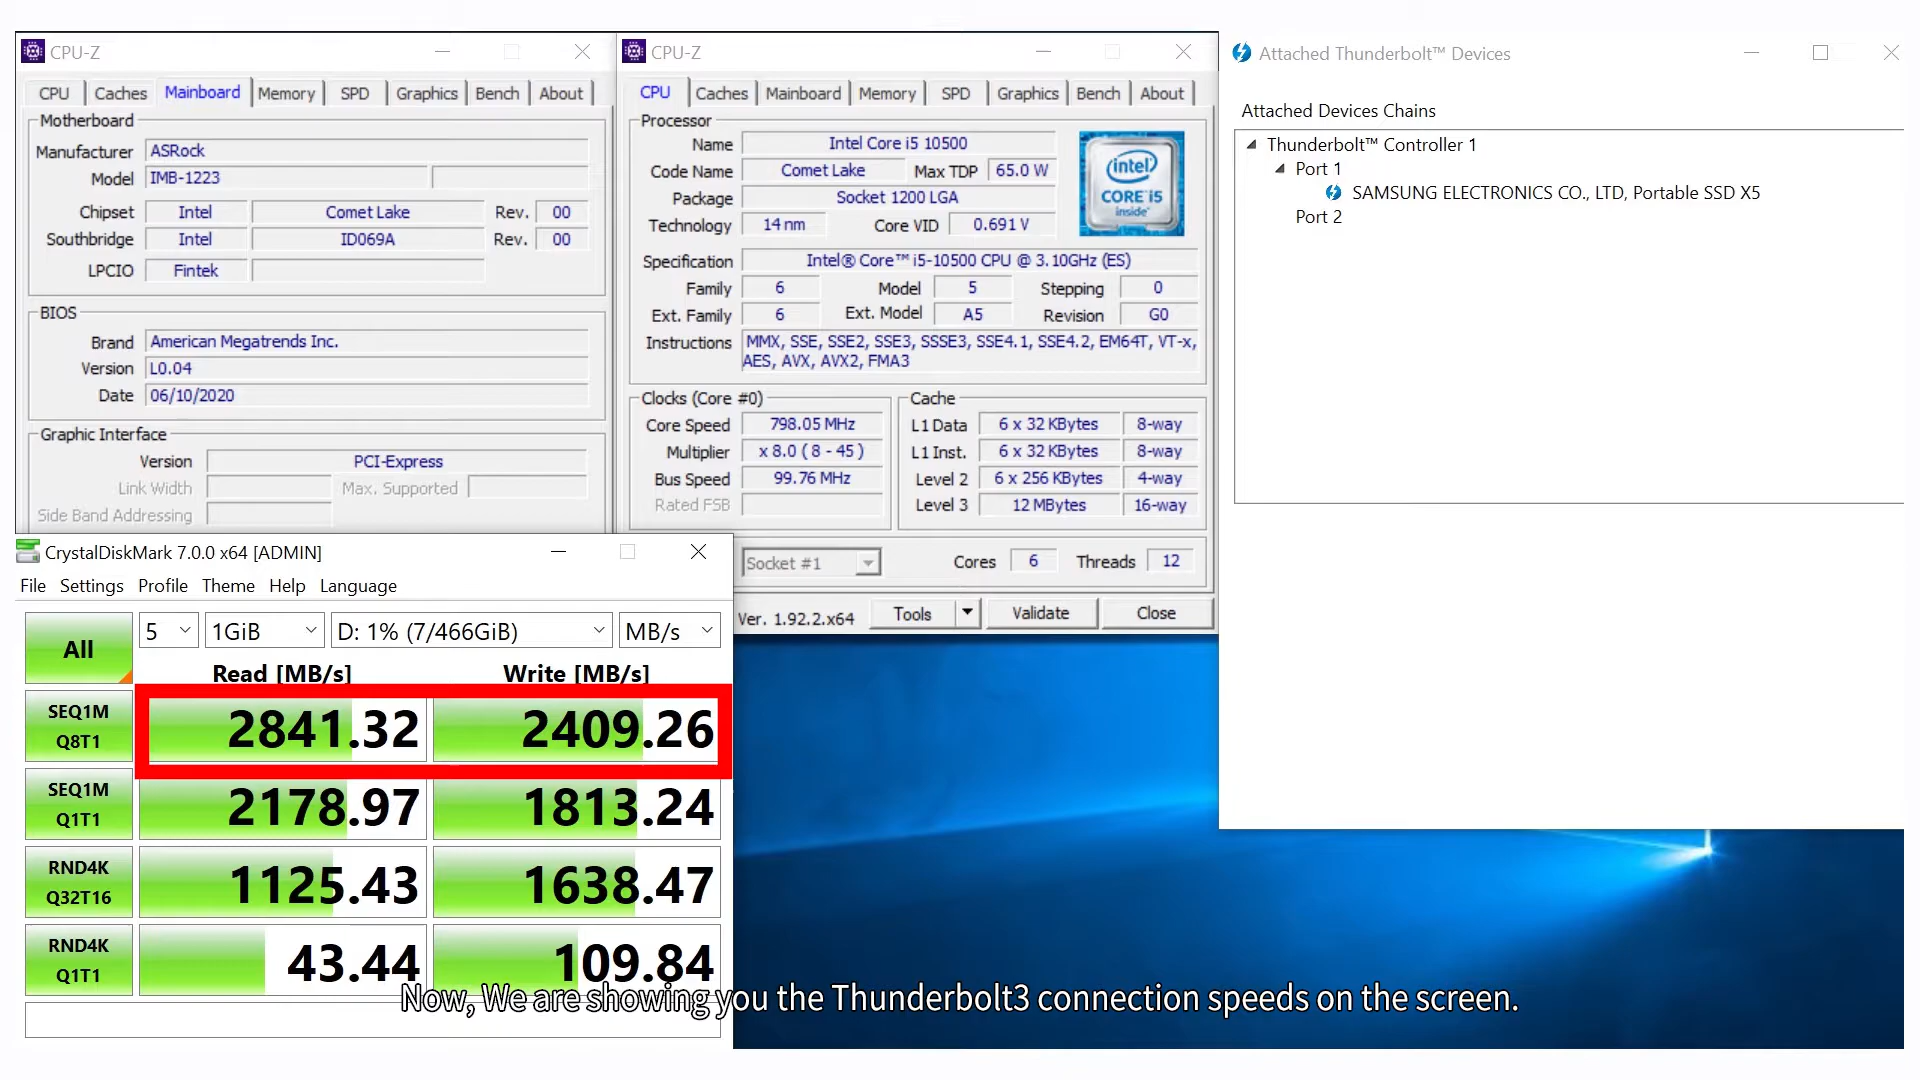 CPU-Z
CPU Caches Mainboard Memory SPD Graphics Bench About
Motherboard
Manufacturer ASRock
Model IMB-1223
Chipset Intel Comet Lake Rev. 00
Southbridge Intel ID069A Rev. 00
LPCIO Fintek
BIOS
Brand American Megatrends Inc.
Version L0.04
Date 06/10/2020
Graphic Interface
Version PCI-Express
Link Width Max. Supported
Side Band Addressing
CPU-Z
CPU Caches Mainboard Memory SPD Graphics Bench About
Processor
Name Intel Core i5 10500
Code Name Comet Lake Max TDP 65.0 W
Package Socket 1200 LGA
Technology 14 nm Core VID 0.691 V
intel
CORE i5
inside™
Specification Intel® Core™ i5-10500 CPU @ 3.10GHz (ES)
Family 6 Model 5 Stepping 0
Ext. Family 6 Ext. Model A5 Revision G0
Instructions MMX, SSE, SSE2, SSE3, SSSE3, SSE4.1, SSE4.2, EM64T, VT-x,
AES, AVX, AVX2, FMA3
Clocks (Core #0)
Core Speed 798.05 MHz
Multiplier x 8.0 ( 8 - 45 )
Bus Speed 99.76 MHz
Rated FSB
Cache
L1 Data 6 x 32 KBytes 8-way
L1 Inst. 6 x 32 KBytes 8-way
Level 2 6 x 256 KBytes 4-way
Level 3 12 MBytes 16-way
Socket #1 Cores 6 Threads 12
Ver. 1.92.2.x64 Tools Validate Close
Attached Thunderbolt™ Devices
Attached Devices Chains
Thunderbolt™ Controller 1
Port 1
SAMSUNG ELECTRONICS CO., LTD, Portable SSD X5
Port 2
CrystalDiskMark 7.0.0 x64 [ADMIN]
File Settings Profile Theme Help Language
All 5 1GiB D: 1% (7/466GiB) MB/s
Read [MB/s] Write [MB/s]
SEQ1M
Q8T1
2841.32 2409.26
SEQ1M
Q1T1
2178.97 1813.24
RND4K
Q32T16
1125.43 1638.47
RND4K
Q1T1
43.44 109.84
Now, We are showing you the Thunderbolt3 connection speeds on the screen.